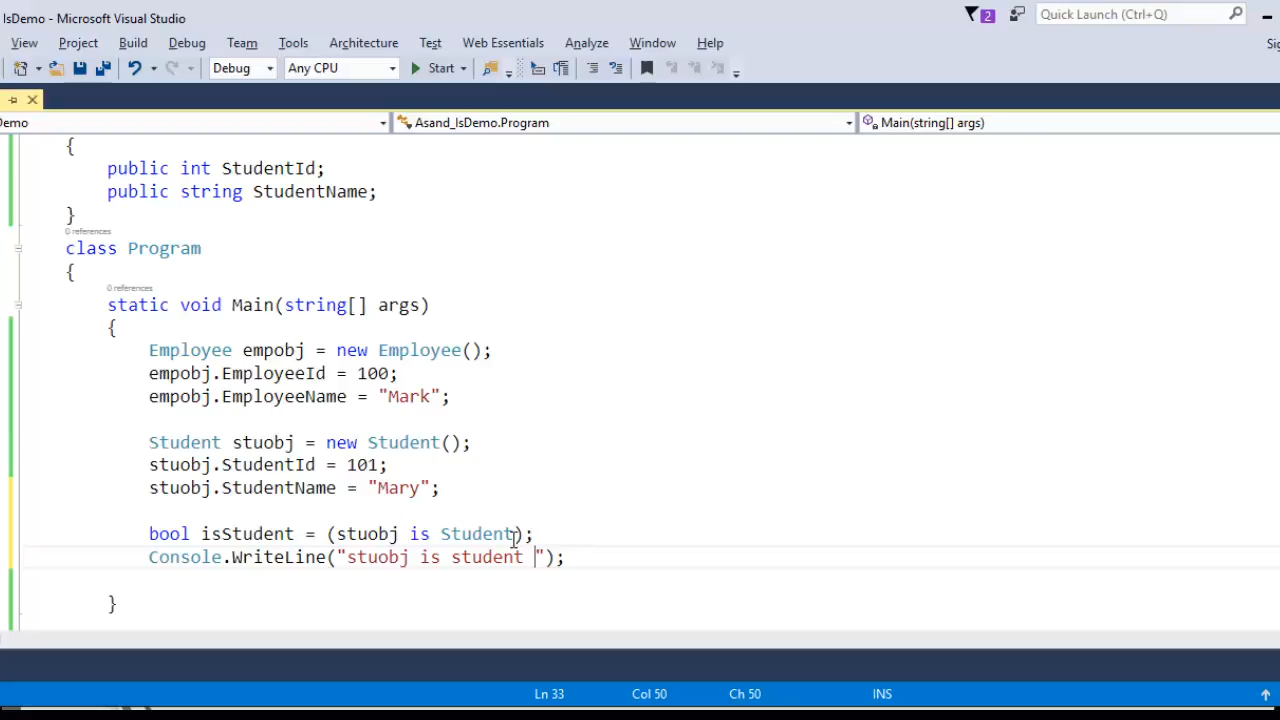 IsDemo - Microsoft Visual Studio
2
Quick Launch (Ctrl+Q)
View Project Build Debug Team Tools Architecture Test Web Essentials Analyze Window Help
Debug Any CPU Start
Asand_IsDemo.Program Main(string[] args)
{
public int StudentId;
public string StudentName;
}
0 references
class Program
{
0 references
static void Main(string[] args)
{
Employee empobj = new Employee();
empobj.EmployeeId = 100;
empobj.EmployeeName = "Mark";
Student stuobj = new Student();
stuobj.StudentId = 101;
stuobj.StudentName = "Mary";
bool isStudent = (stuobj is Student);
Console.WriteLine("stuobj is student ");
}
Ln 33 Col 50 Ch 50 INS